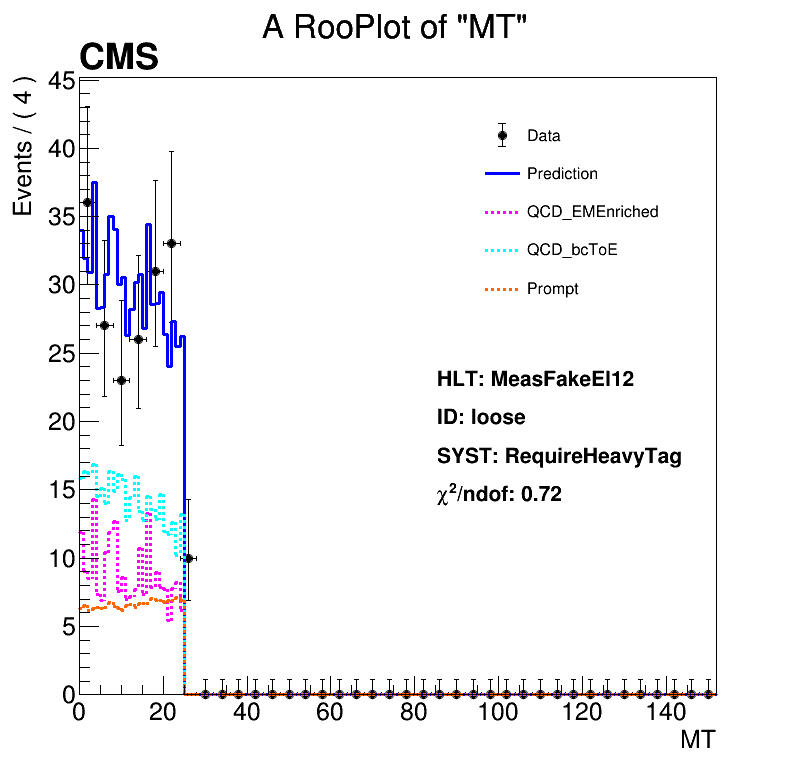 A RooPlot of "MT"
CMS
Events / ( 4 )
45
40
35
30
25
20
15
10
5
0
Data
Prediction
QCD_EMEnriched
QCD_bcToE
Prompt
HLT: MeasFakeEl12
ID: loose
SYST: RequireHeavyTag
χ²/ndof: 0.72
0 20 40 60 80 100 120 140
MT